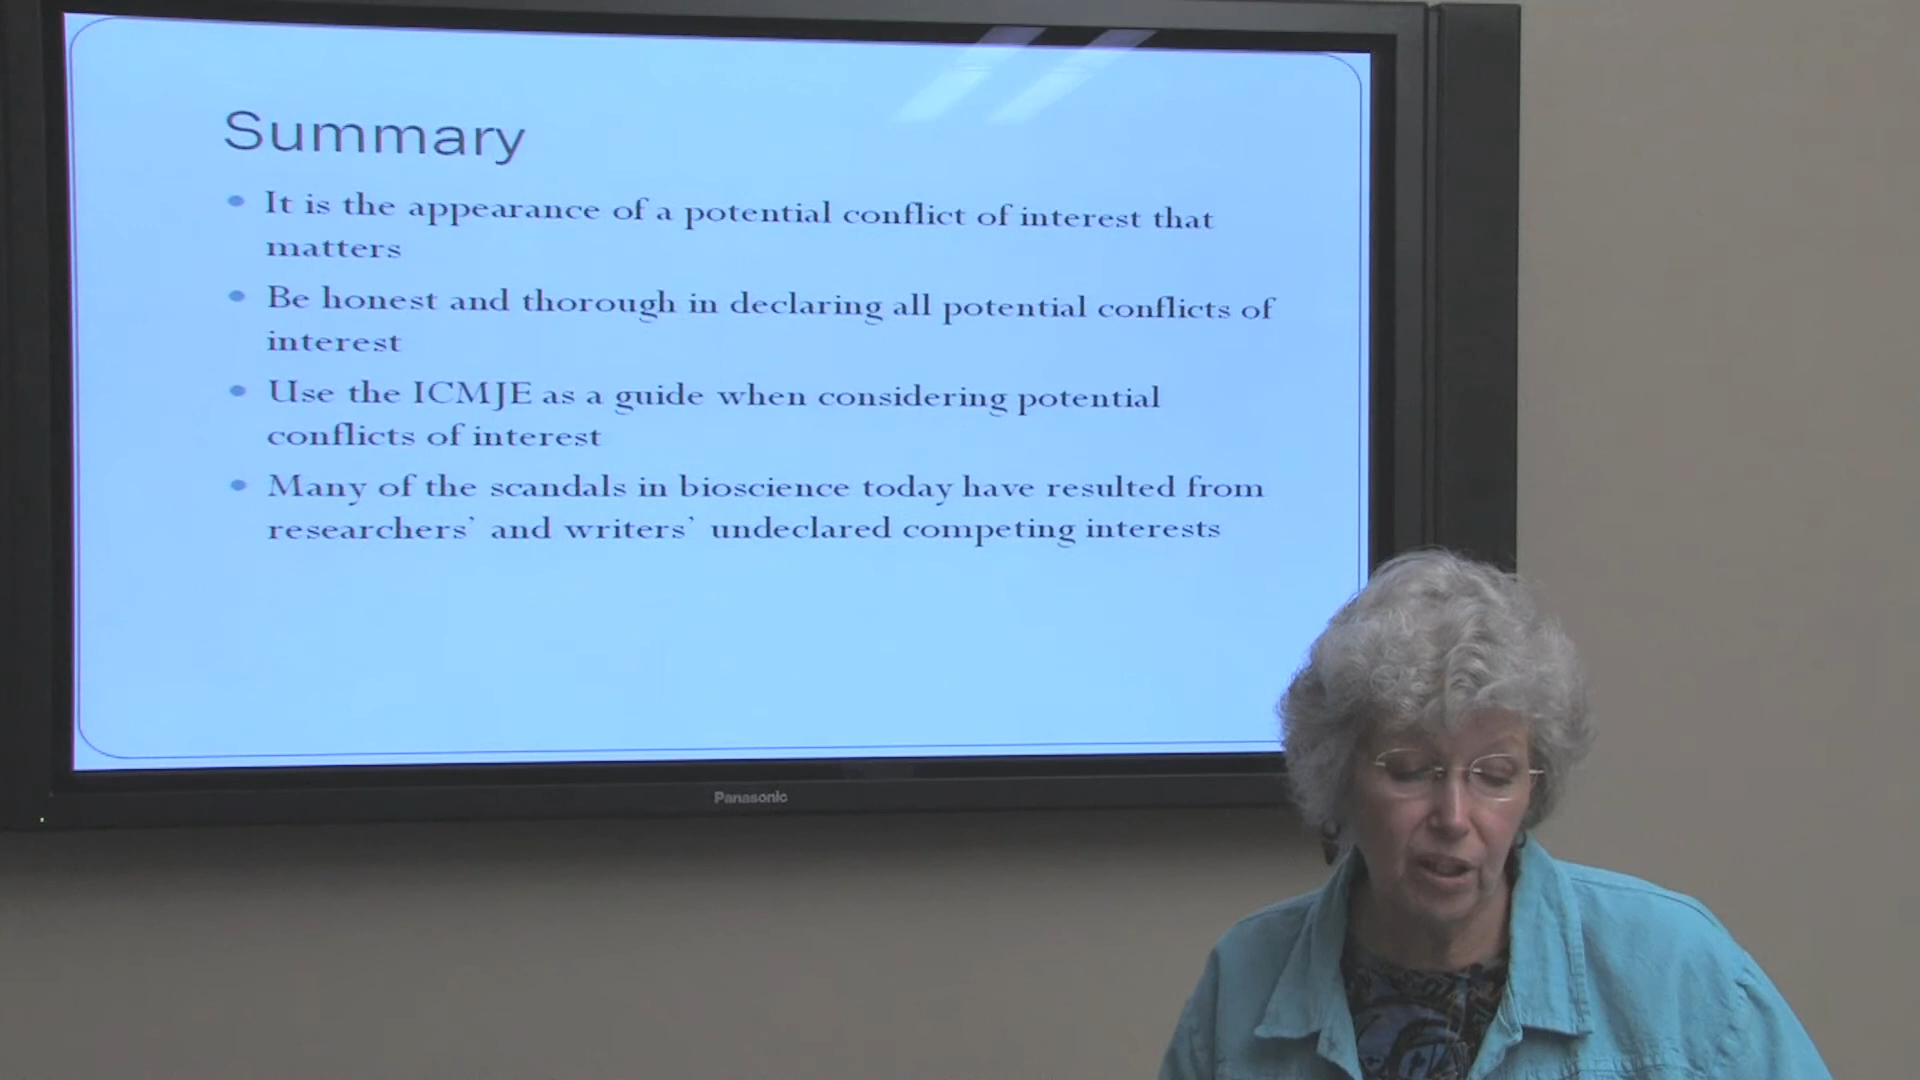 Summary
It is the appearance of a potential conflict of interest that
matters
Be honest and thorough in declaring all potential conflicts of
interest
Use the ICMJE as a guide when considering potential
conflicts of interest
Many of the scandals in bioscience today have resulted from
researchers’ and writers’ undeclared competing interests
Panasonic